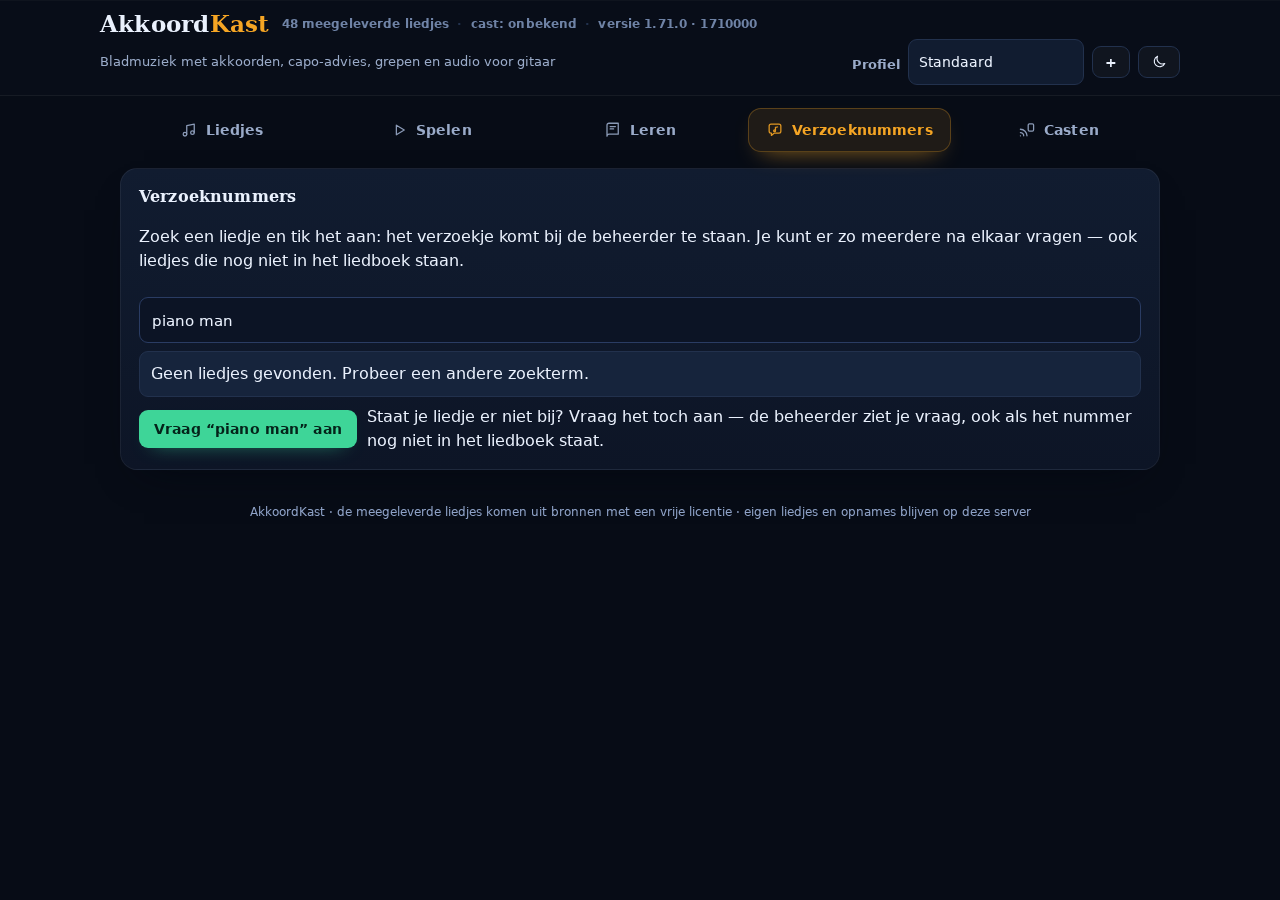 AkkoordKast 48 meegeleverde liedjes · cast: onbekend · versie 1.71.0 · 1710000
Bladmuziek met akkoorden, capo-advies, grepen en audio voor gitaar
Profiel Standaard +
Liedjes Spelen Leren Verzoeknummers Casten
Verzoeknummers
Zoek een liedje en tik het aan: het verzoekje komt bij de beheerder te staan. Je kunt er zo meerdere na elkaar vragen — ook
liedjes die nog niet in het liedboek staan.
piano man
Geen liedjes gevonden. Probeer een andere zoekterm.
Vraag “piano man” aan
Staat je liedje er niet bij? Vraag het toch aan — de beheerder ziet je vraag, ook als het nummer
nog niet in het liedboek staat.
AkkoordKast · de meegeleverde liedjes komen uit bronnen met een vrije licentie · eigen liedjes en opnames blijven op deze server